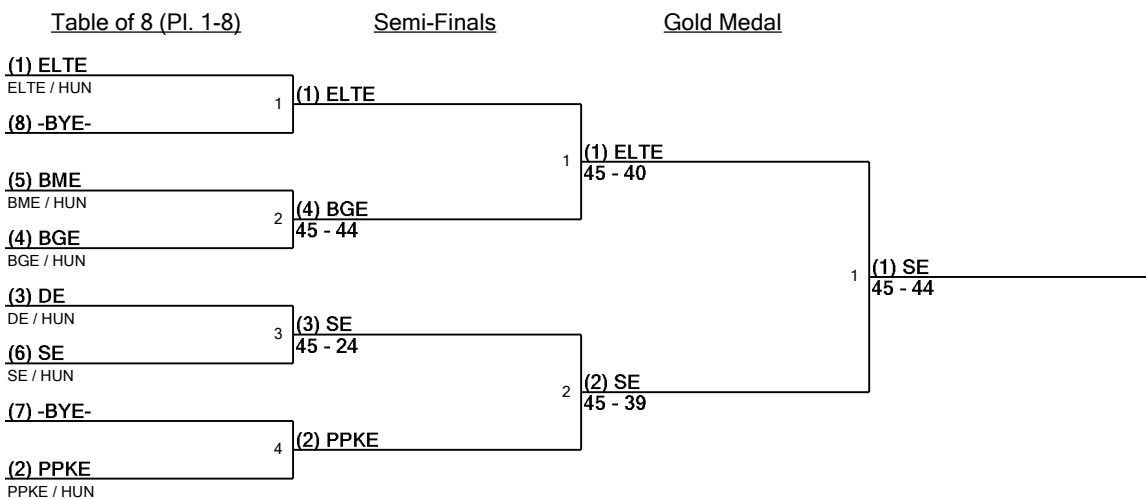 Table of 8 (Pl. 1-8)
Semi-Finals
Gold Medal
(1) ELTE
ELTE / HUN
1
(1) ELTE
(8) -BYE-
1
(1) ELTE
45 - 40
(5) BME
BME / HUN
2
(4) BGE
45 - 44
(4) BGE
BGE / HUN
1
(1) SE
45 - 44
(3) DE
DE / HUN
3
(3) SE
45 - 24
(6) SE
SE / HUN
2
(2) SE
45 - 39
(7) -BYE-
4
(2) PPKE
(2) PPKE
PPKE / HUN